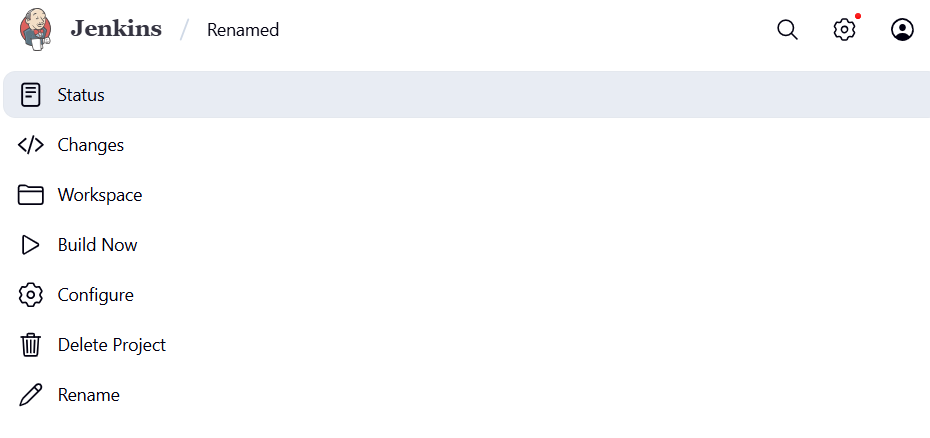 Jenkins / Renamed
Status
Changes
Workspace
Build Now
Configure
Delete Project
Rename